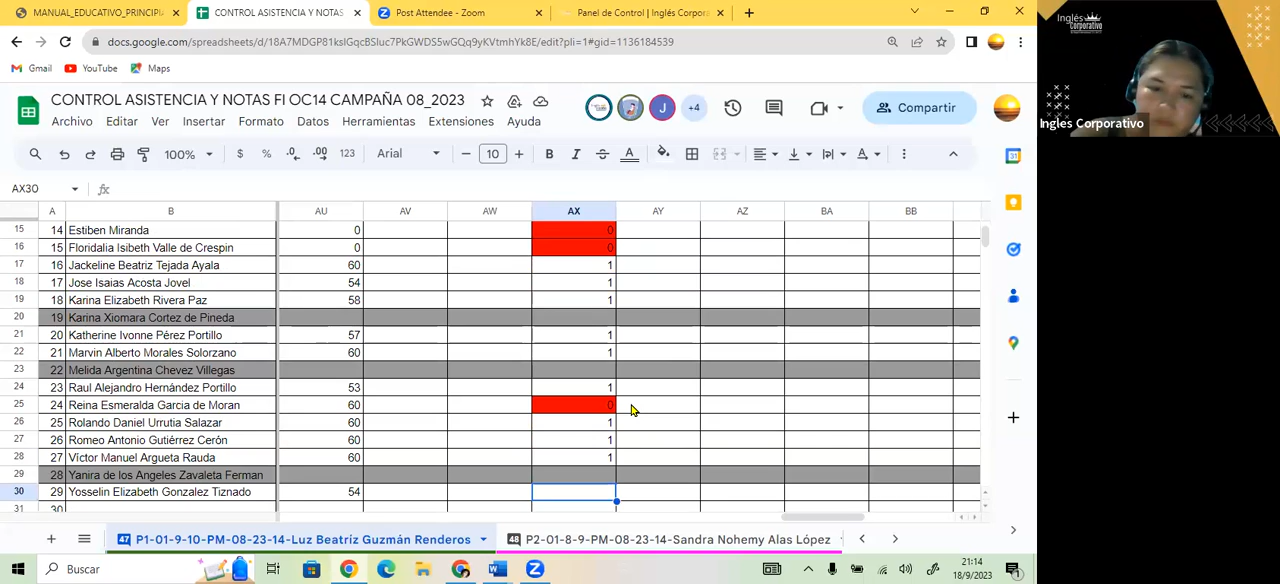 MANUAL_EDUCATIVO_PRINCIPIA
CONTROL ASISTENCIA Y NOTAS
Post Attendee - Zoom
Panel de Control | Inglés Corpora
docs.google.com/spreadsheets/d/18A7MDGP81kslGqcBSluc7PkGWDS5wGQq9yKVtmhYk8E/edit?pli=1#gid=1136184539
Gmail YouTube Maps
CONTROL ASISTENCIA Y NOTAS FI OC14 CAMPAÑA 08_2023
J +4 Compartir
Archivo Editar Ver Insertar Formato Datos Herramientas Extensiones Ayuda
100% $ % .0 .00 123 Arial 10 B I A
AX30 fx
A B AU AV AW AX AY AZ BA BB
15 14 Estiben Miranda 0 0
16 15 Floridalia Isibeth Valle de Crespin 0 0
17 16 Jackeline Beatriz Tejada Ayala 60 1
18 17 Jose Isaias Acosta Jovel 54 1
19 18 Karina Elizabeth Rivera Paz 58 1
20 19 Karina Xiomara Cortez de Pineda
21 20 Katherine Ivonne Pérez Portillo 57 1
22 21 Marvin Alberto Morales Solorzano 60 1
23 22 Melida Argentina Chevez Villegas
24 23 Raul Alejandro Hernández Portillo 53 1
25 24 Reina Esmeralda Garcia de Moran 60 0
26 25 Rolando Daniel Urrutia Salazar 60 1
27 26 Romeo Antonio Gutiérrez Cerón 60 1
28 27 Víctor Manuel Argueta Rauda 60 1
29 28 Yanira de los Angeles Zavaleta Ferman
30 29 Yosselin Elizabeth Gonzalez Tiznado 54
31 30
47 P1-01-9-10-PM-08-23-14-Luz Beatríz Guzmán Renderos
48 P2-01-8-9-PM-08-23-14-Sandra Nohemy Alas López
Buscar
21:14
18/9/2023
1
Inglés
Corporativo
Ingles Corporativo
31